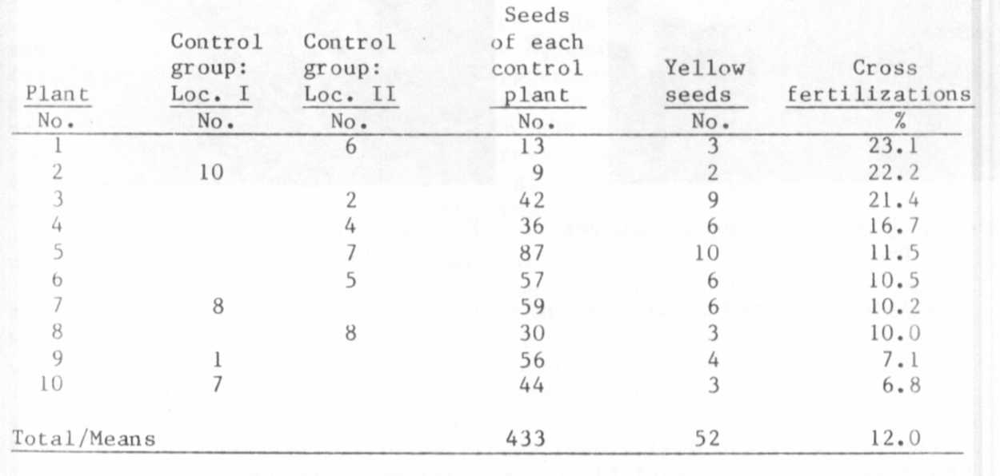 Seeds
Control Control of each
group: group: control Yellow Cross
Plant Loc. I Loc. II plant seeds fertilizations
No. No. No. No. No. %
1 6 13 3 23.1
2 10 9 2 22.2
3 2 42 9 21.4
4 4 36 6 16.7
5 7 87 10 11.5
6 5 57 6 10.5
7 8 59 6 10.2
8 8 30 3 10.0
9 1 56 4 7.1
10 7 44 3 6.8
Total/Means 433 52 12.0